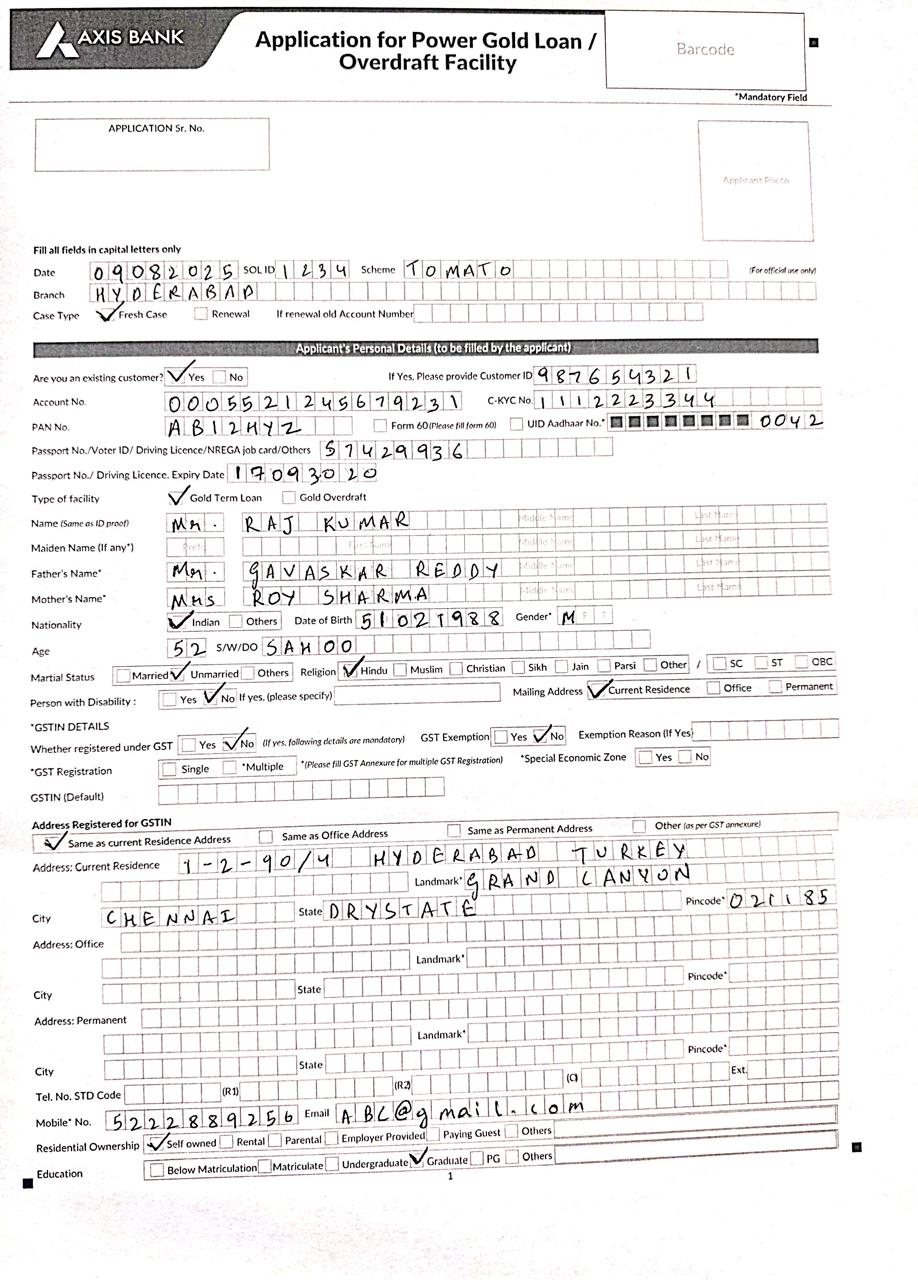 AXIS BANK
Application for Power Gold Loan /
Overdraft Facility
Barcode
*Mandatory Field
APPLICATION Sr. No.
Applicant Photo
Fill all fields in capital letters only
Date 09082025 SOL ID 1234 Scheme TOMATO (For official use only)
Branch HYDERABAD
Case Type Fresh Case Renewal If renewal old Account Number
Applicant's Personal Details (to be filled by the applicant)
Are you an existing customer? Yes No If Yes, Please provide Customer ID 987654321
Account No. 0005521245679231 C-KYC No. 1112223344
PAN No. AB12HYZ Form 60 (Please fill form 60) UID Aadhaar No.* 0042
Passport No./Voter ID/ Driving Licence/NREGA job card/Others 57429936
Passport No./ Driving Licence. Expiry Date 17093020
Type of facility Gold Term Loan Gold Overdraft
Name (Same as ID proof) Mr. RAJ KUMAR Middle Name Last Name
Maiden Name (If any*) Prefix First Name Middle Name Last Name
Father's Name* Mr. GAVASKAR REDDY Middle Name Last Name
Mother's Name* Mrs ROY SHARMA Middle Name Last Name
Nationality Indian Others Date of Birth 51021988 Gender* M F T
Age 52 S/W/DO SAHOO
Martial Status Married Unmarried Others Religion Hindu Muslim Christian Sikh Jain Parsi Other / SC ST OBC
Person with Disability : Yes No If yes, (please specify) Mailing Address Current Residence Office Permanent
*GSTIN DETAILS
Whether registered under GST Yes No (If yes, following details are mandatory) GST Exemption Yes No Exemption Reason (If Yes)
*GST Registration Single *Multiple *(Please fill GST Annexure for multiple GST Registration) *Special Economic Zone Yes No
GSTIN (Default)
Address Registered for GSTIN
Same as current Residence Address Same as Office Address Same as Permanent Address Other (as per GST annexure)
Address: Current Residence 1-2-90/4 HYDERABAD TURKEY
Landmark* GRAND CANYON
City CHENNAI State DRYSTATE Pincode* 021185
Address: Office
Landmark*
City State Pincode*
Address: Permanent
Landmark*
City State Pincode*
Tel. No. STD Code (R1) (R2) (O) Ext.
Mobile* No. 5222889256 Email ABC@gmail.com
Residential Ownership Self owned Rental Parental Employer Provided Paying Guest Others
Education Below Matriculation Matriculate Undergraduate Graduate PG Others
1